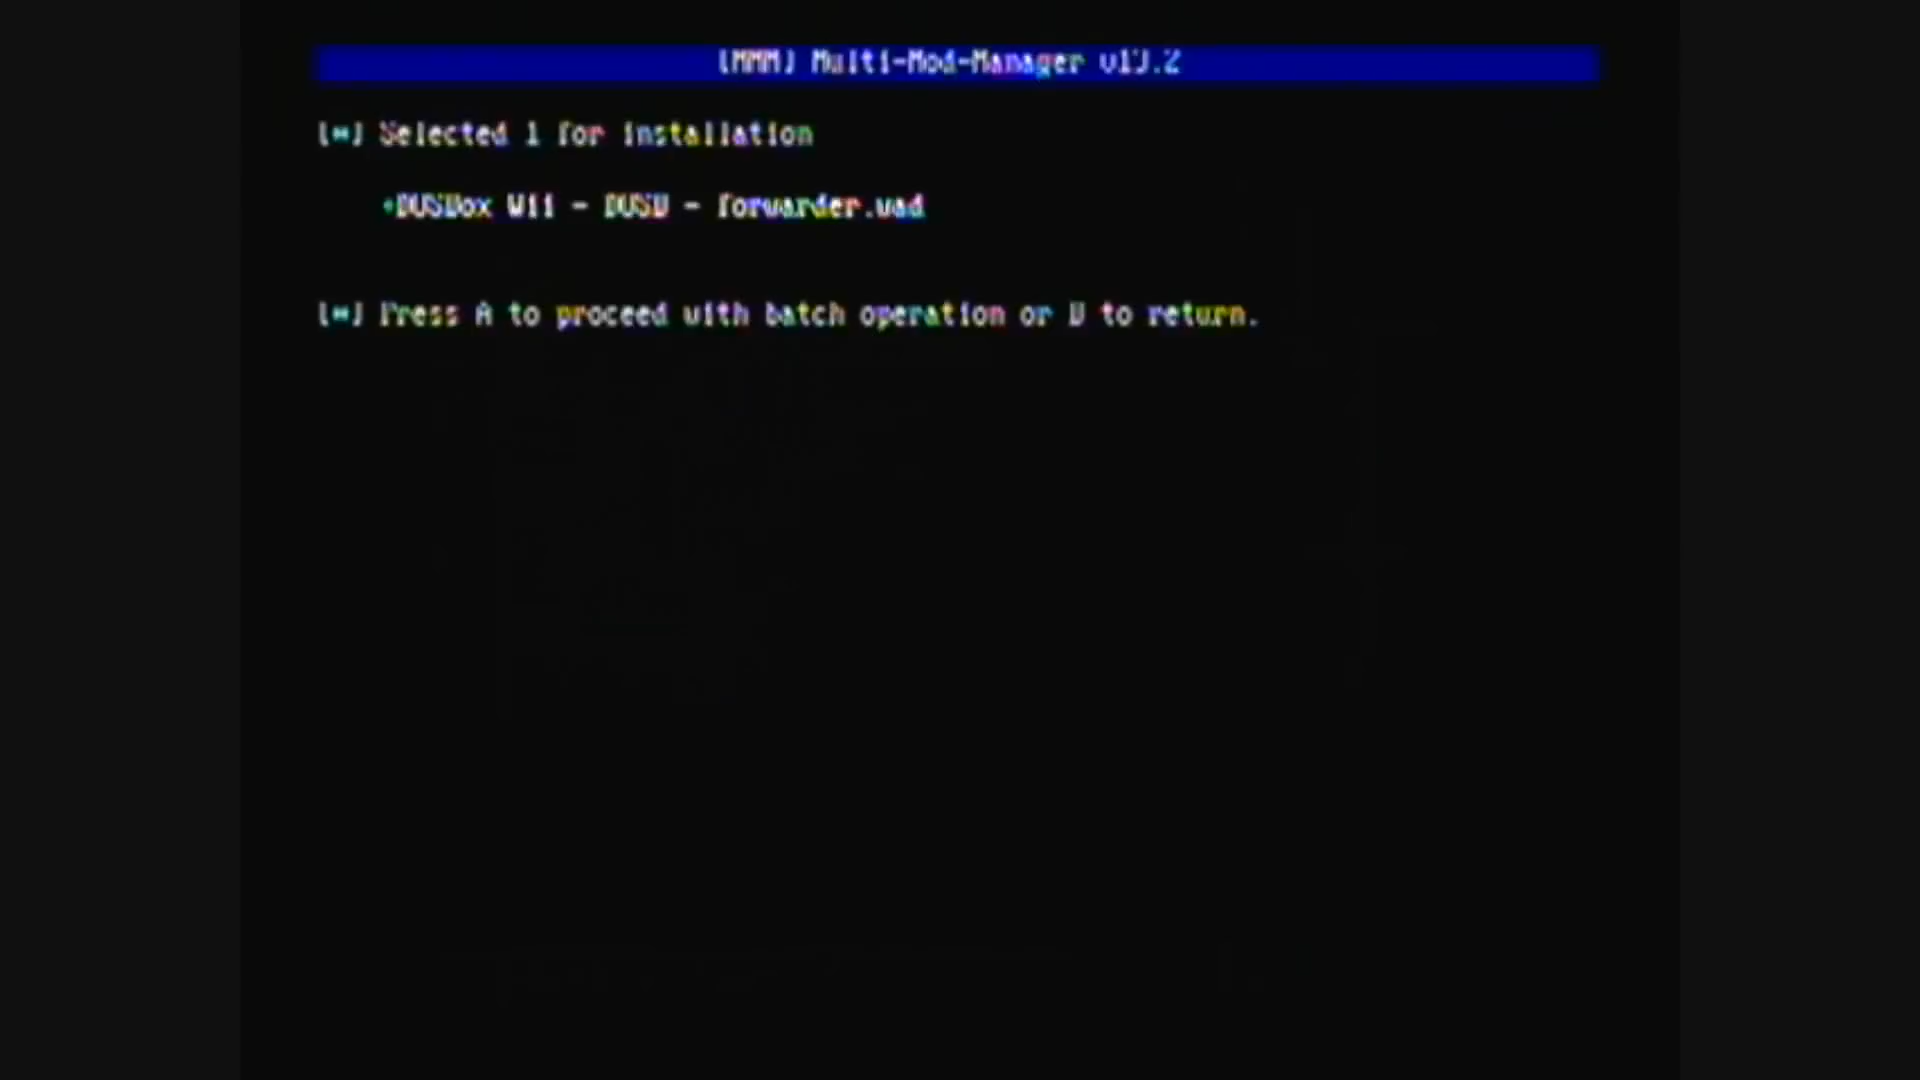 [MMM] Multi-Mod-Manager v13.2
[*] Selected 1 for installation
+DOSBox Wii - DOSB - forwarder.wad
[*] Press A to proceed with batch operation or B to return.